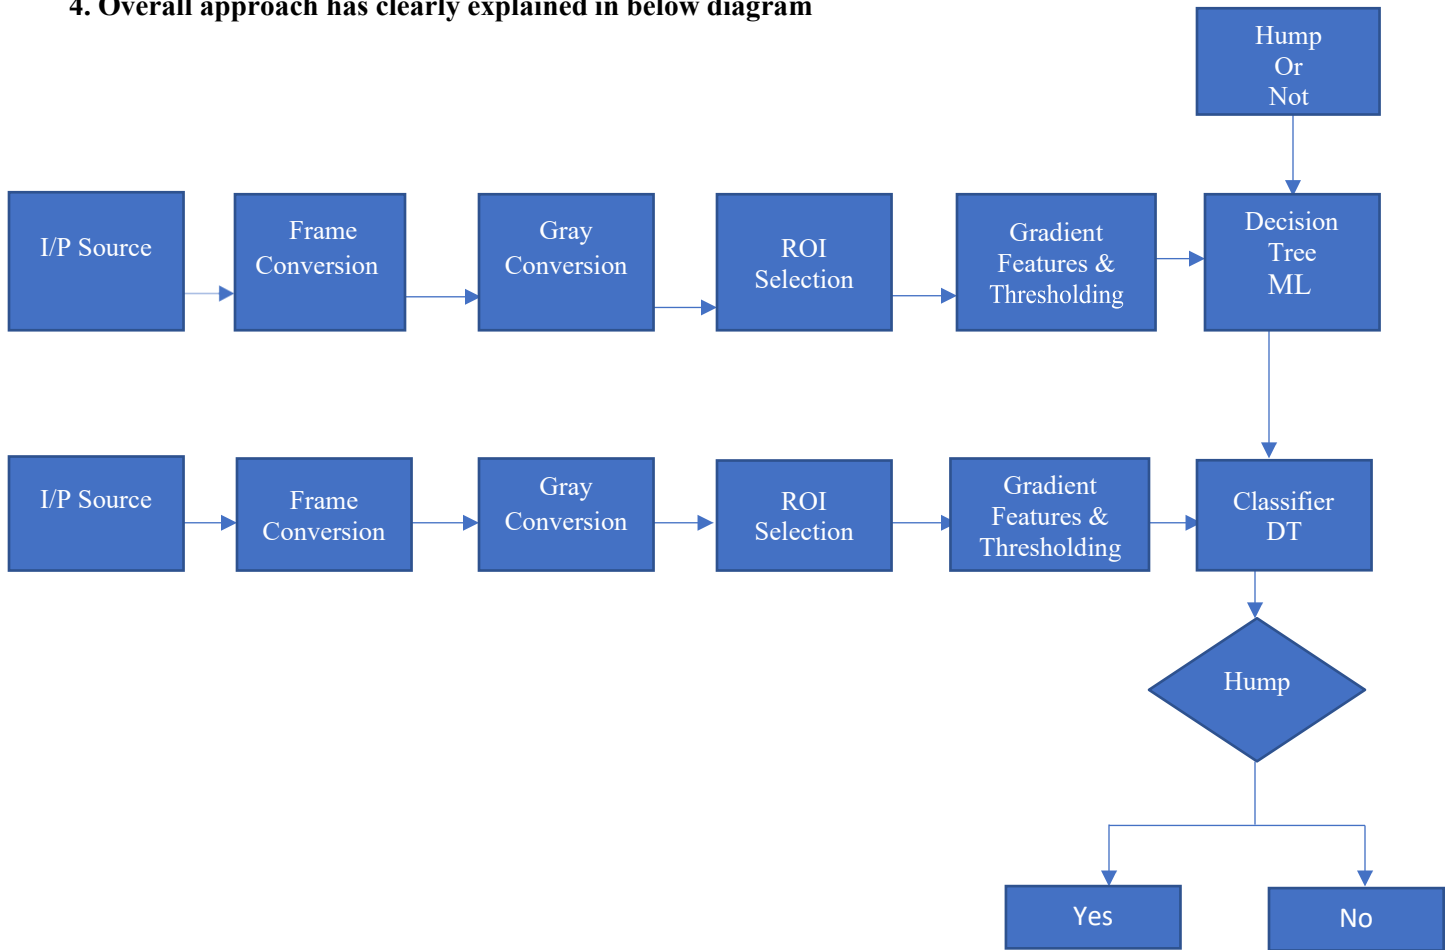 4. Overall approach has clearly explained in below diagram
Hump
Or
Not
I/P Source
Frame
Conversion
Gray
Conversion
ROI
Selection
Gradient
Features &
Thresholding
Decision
Tree
ML
I/P Source
Frame
Conversion
Gray
Conversion
ROI
Selection
Gradient
Features &
Thresholding
Classifier
DT
Hump
Yes
No